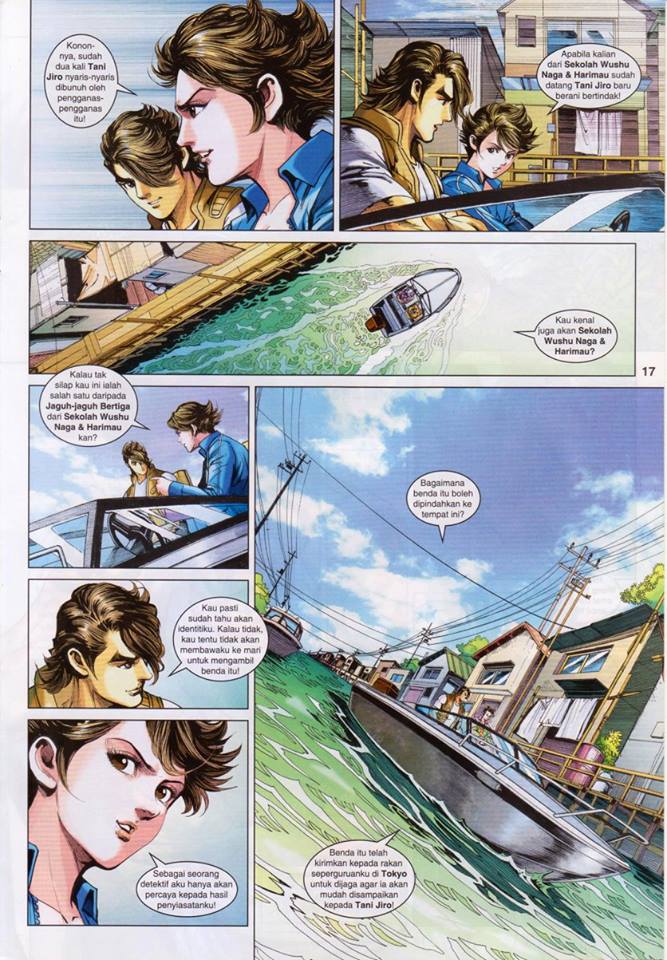 Konon-
nya, sudah
dua kali Tani
Jiro nyaris-nyaris
dibunuh oleh
pengganas-
pengganas
itu!
Apabila kalian
dari Sekolah Wushu
Naga & Harimau sudah
datang Tani Jiro baru
berani bertindak!
Kau kenal
juga akan Sekolah
Wushu Naga &
Harimau?
17
Kalau tak
silap kau ini ialah
salah satu daripada
Jaguh-jaguh Bertiga
dari Sekolah Wushu
Naga & Harimau
kan?
Kau pasti
sudah tahu akan
identitiku. Kalau tidak,
kau tentu tidak akan
membawaku ke mari
untuk mengambil
benda itu!
Sebagai seorang
detektif aku hanya akan
percaya kepada hasil
penyiasatanku!
Bagaimana
benda itu boleh
dipindahkan ke
tempat ini?
Benda itu telah
kirimkan kepada rakan
seperguruanku di Tokyo
untuk dijaga agar ia akan
mudah disampaikan
kepada Tani Jiro!